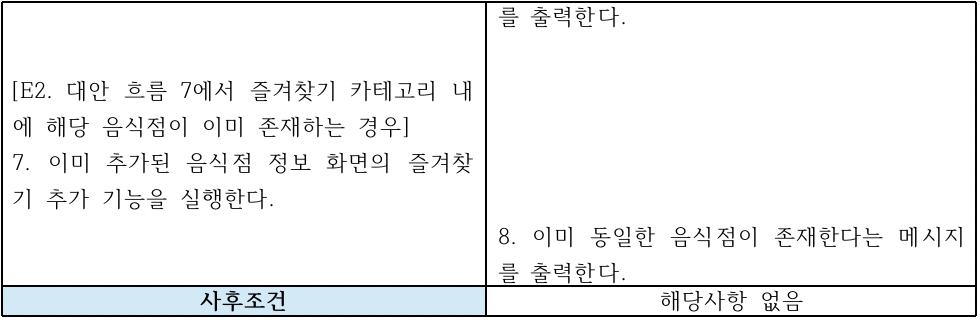 를 출력한다.
[E2. 대안 흐름 7에서 즐겨찾기 카테고리 내
에 해당 음식점이 이미 존재하는 경우]
7. 이미 추가된 음식점 정보 화면의 즐겨찾
기 추가 기능을 실행한다.
8. 이미 동일한 음식점이 존재한다는 메시지
를 출력한다.
사후조건
해당사항 없음